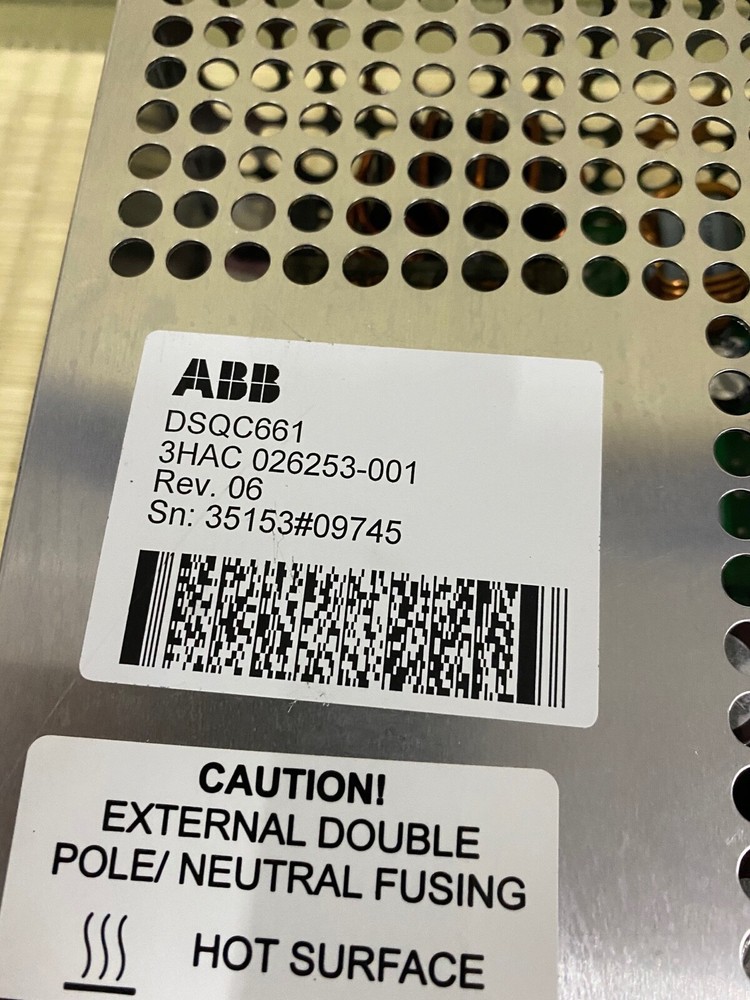 ABB
DSQC661
3HAC 026253-001
Rev. 06
Sn: 35153#09745
CAUTION!
EXTERNAL DOUBLE
POLE/ NEUTRAL FUSING
HOT SURFACE